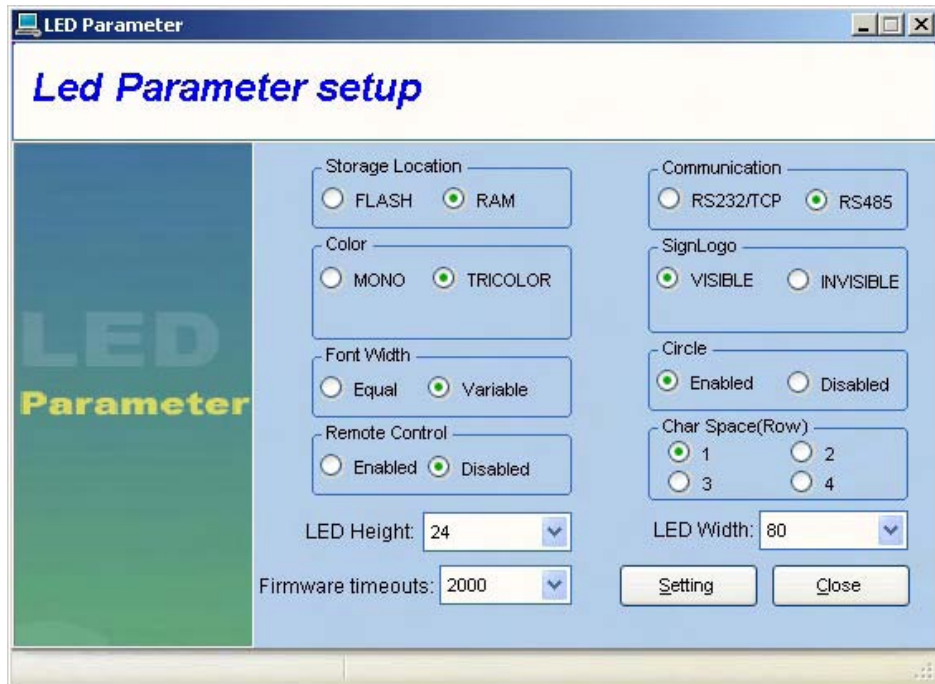 LED Parameter
Led Parameter setup
LED
Parameter
Storage Location
FLASH RAM
Communication
RS232/TCP RS485
Color
MONO TRICOLOR
SignLogo
VISIBLE INVISIBLE
Font Width
Equal Variable
Circle
Enabled Disabled
Remote Control
Enabled Disabled
Char Space(Row)
1 2
3 4
LED Height: 24
LED Width: 80
Firmware timeouts: 2000
Setting Close